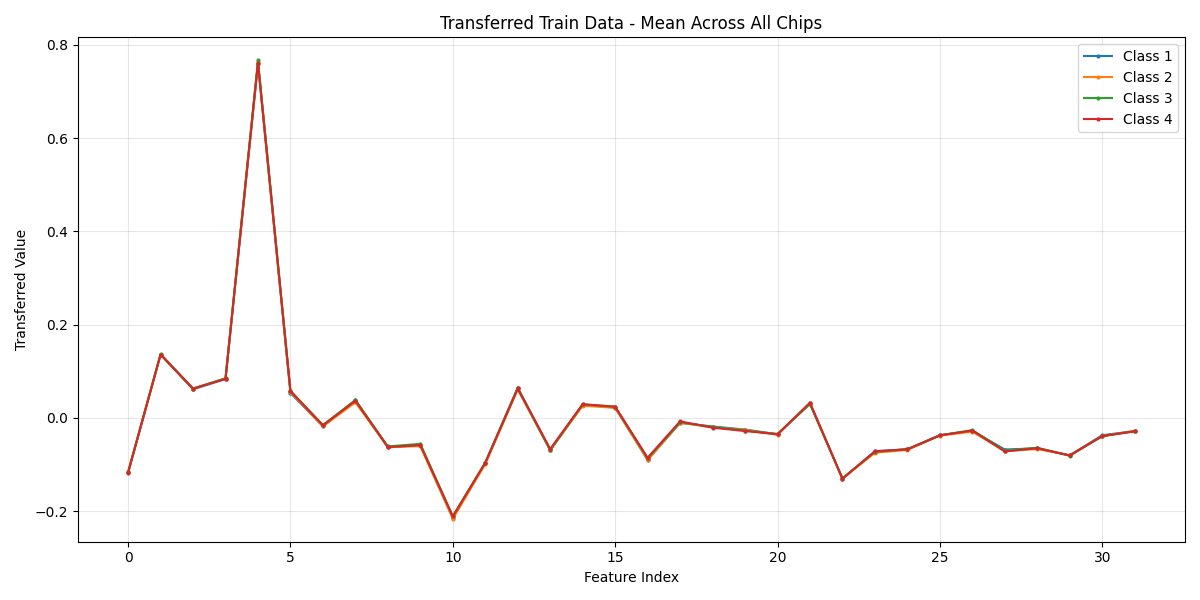 Transferred Train Data - Mean Across All Chips
Class 1
Class 2
Class 3
Class 4
Transferred Value
0.8
0.6
0.4
0.2
0.0
−0.2
0 5 10 15 20 25 30
Feature Index